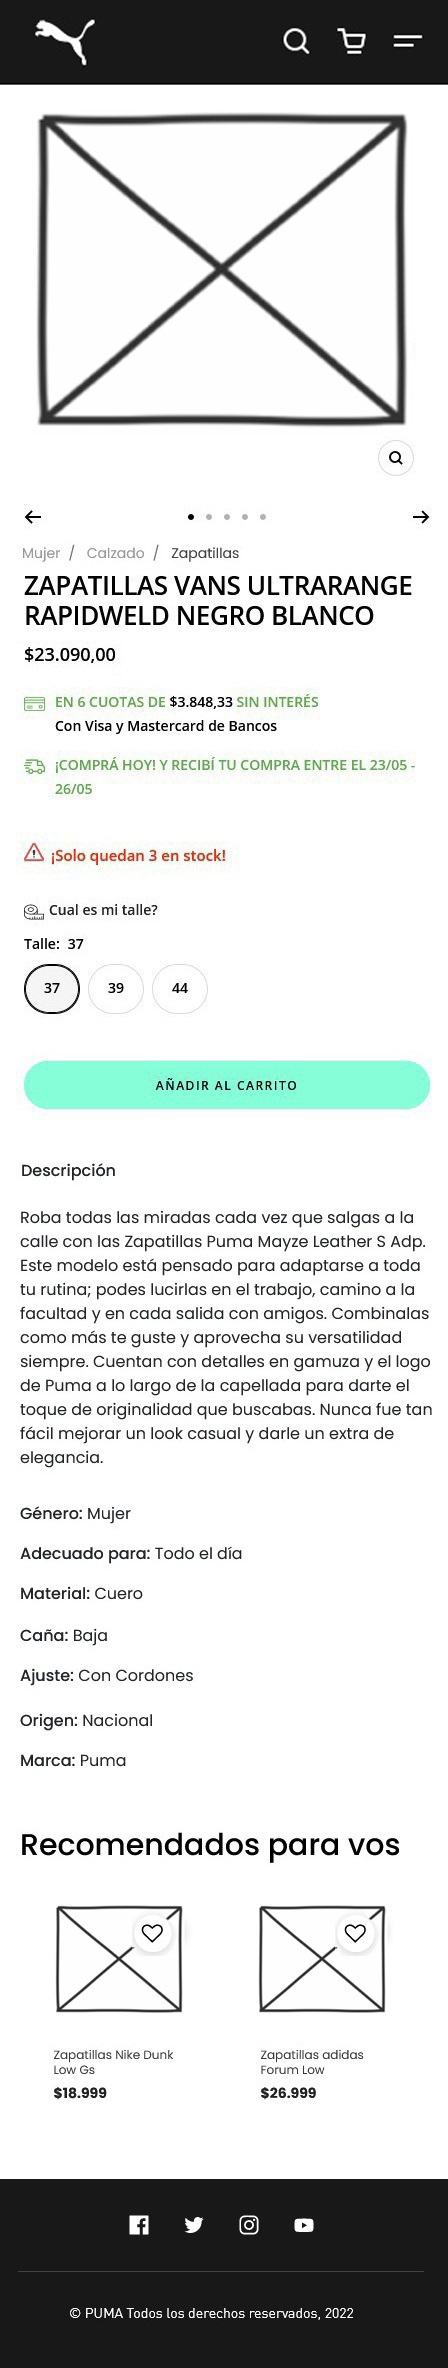 Mujer / Calzado / Zapatillas
ZAPATILLAS VANS ULTRARANGE
RAPIDWELD NEGRO BLANCO
$23.090,00
EN 6 CUOTAS DE $3.848,33 SIN INTERÉS
Con Visa y Mastercard de Bancos
¡COMPRÁ HOY! Y RECIBÍ TU COMPRA ENTRE EL 23/05 -
26/05
¡Solo quedan 3 en stock!
Cual es mi talle?
Talle: 37
37 39 44
AÑADIR AL CARRITO
Descripción
Roba todas las miradas cada vez que salgas a la
calle con las Zapatillas Puma Mayze Leather S Adp.
Este modelo está pensado para adaptarse a toda
tu rutina; podes lucirlas en el trabajo, camino a la
facultad y en cada salida con amigos. Combinalas
como más te guste y aprovecha su versatilidad
siempre. Cuentan con detalles en gamuza y el logo
de Puma a lo largo de la capellada para darte el
toque de originalidad que buscabas. Nunca fue tan
fácil mejorar un look casual y darle un extra de
elegancia.
Género: Mujer
Adecuado para: Todo el día
Material: Cuero
Caña: Baja
Ajuste: Con Cordones
Origen: Nacional
Marca: Puma
Recomendados para vos
Zapatillas Nike Dunk
Low Gs
$18.999
Zapatillas adidas
Forum Low
$26.999
© PUMA Todos los derechos reservados, 2022